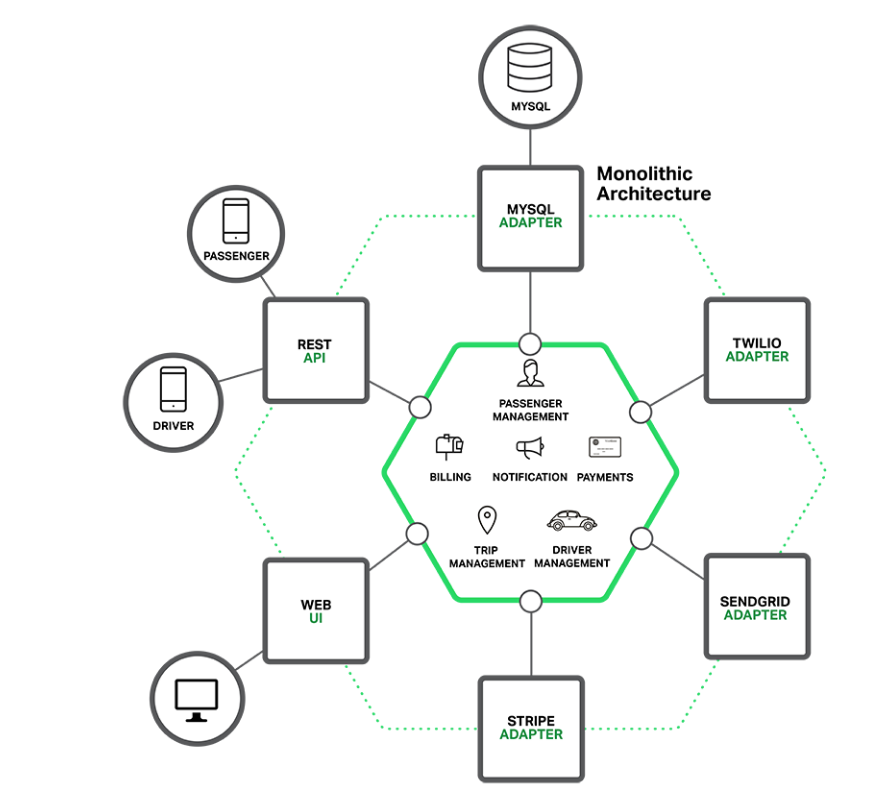 MYSQL
Monolithic
Architecture
MYSQL
ADAPTER
PASSENGER
REST
API
TWILIO
ADAPTER
DRIVER
PASSENGER
MANAGEMENT
BILLING
NOTIFICATION
PAYMENTS
TRIP
MANAGEMENT
DRIVER
MANAGEMENT
WEB
UI
SENDGRID
ADAPTER
STRIPE
ADAPTER